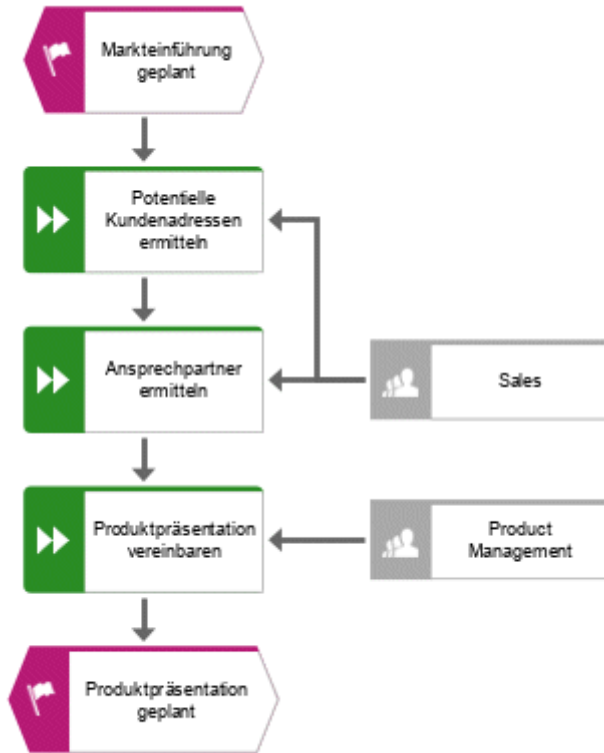 Markteinführung
geplant
Potentielle
Kundenadressen
ermitteln
Ansprechpartner
ermitteln
Sales
Produktpräsentation
vereinbaren
Product
Management
Produktpräsentation
geplant